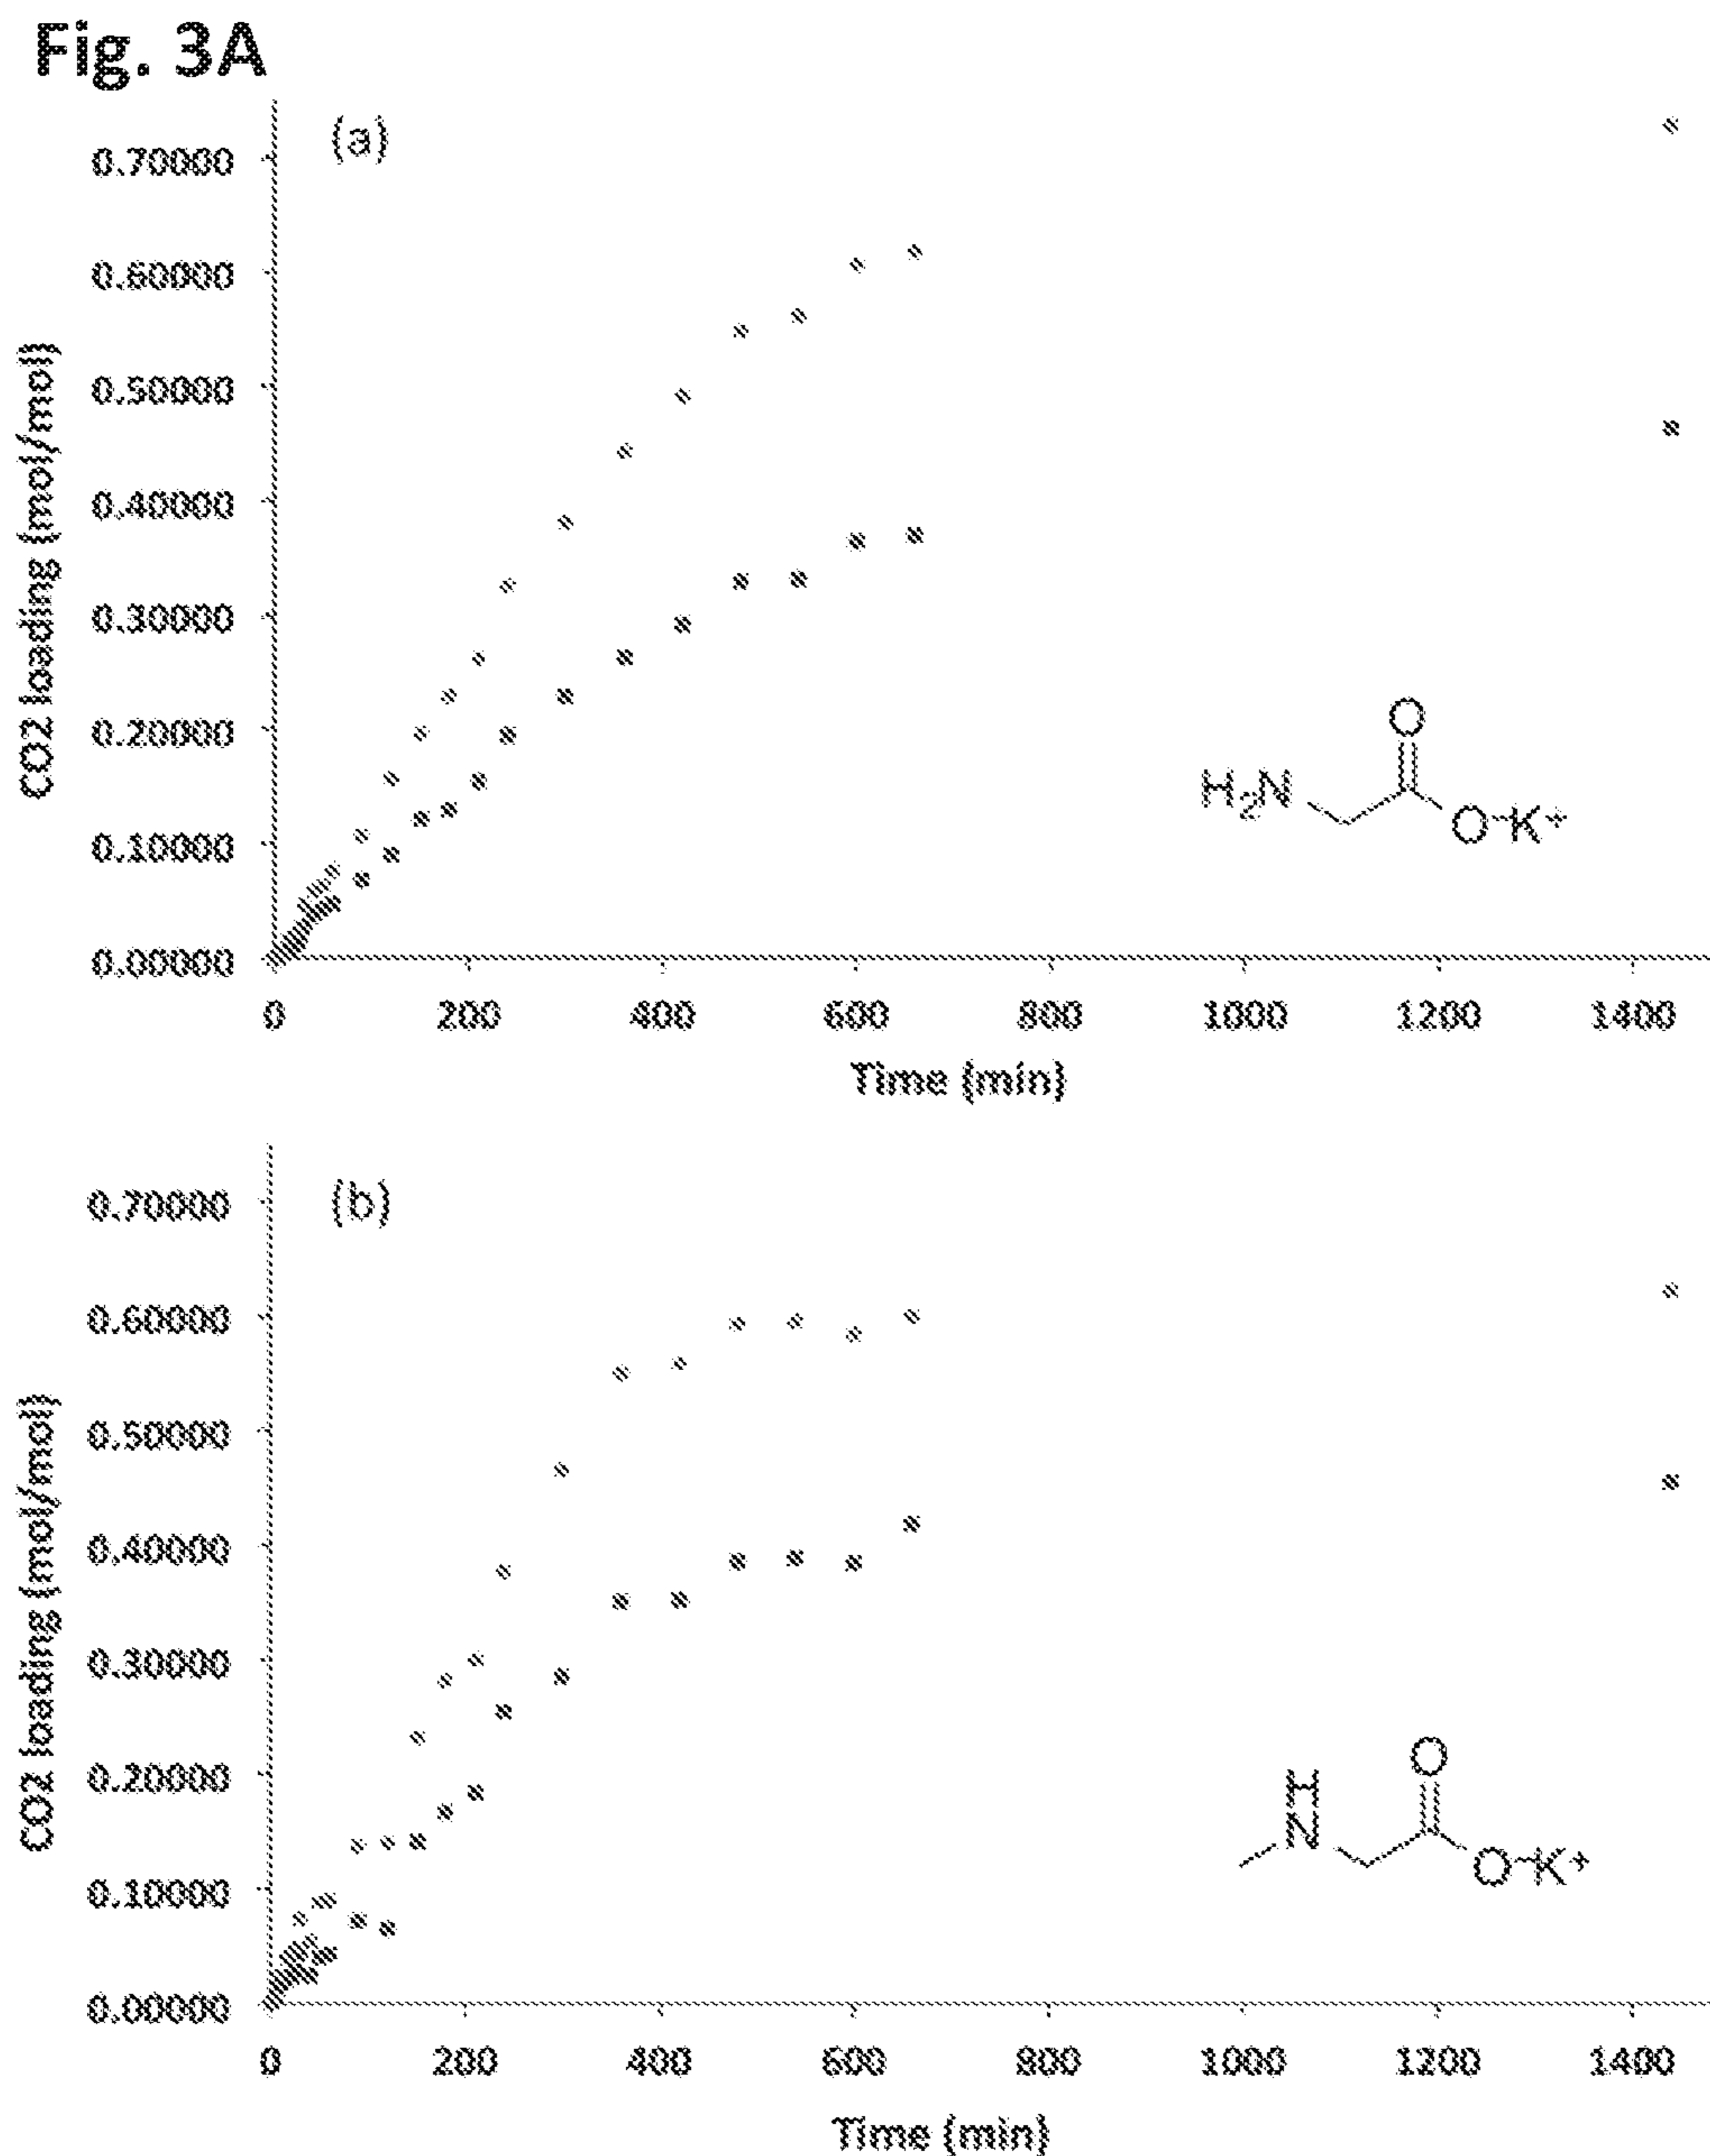 Fig. 3A
(a)
CO2 loading (mol/mol)
0.70000
0.60000
0.50000
0.40000
0.30000
0.20000
0.10000
0.00000
0 200 400 600 800 1000 1200 1400
Time (min)
O
H2N
O-K+
(b)
CO2 loading (mol/mol)
0.70000
0.60000
0.50000
0.40000
0.30000
0.20000
0.10000
0.00000
0 200 400 600 800 1000 1200 1400
Time (min)
O
H
N
O-K+